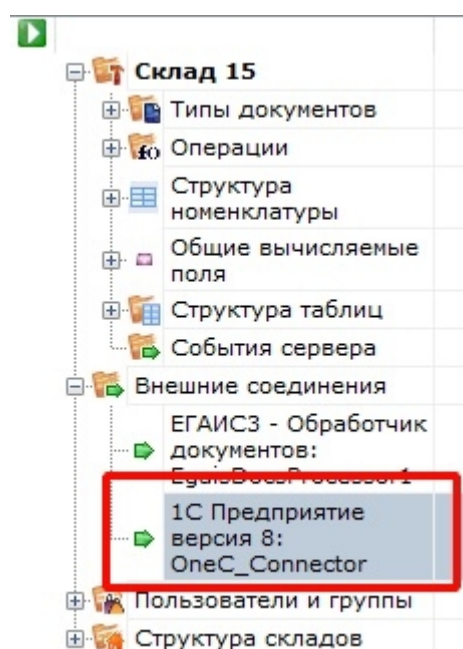 Склад 15
Типы документов
Операции
Структура
номенклатуры
Общие вычисляемые
поля
Структура таблиц
События сервера
Внешние соединения
ЕГАИС3 - Обработчик
документов:
EgaisDocsProcessor1
1С Предприятие
версия 8:
OneC_Connector
Пользователи и группы
Структура складов